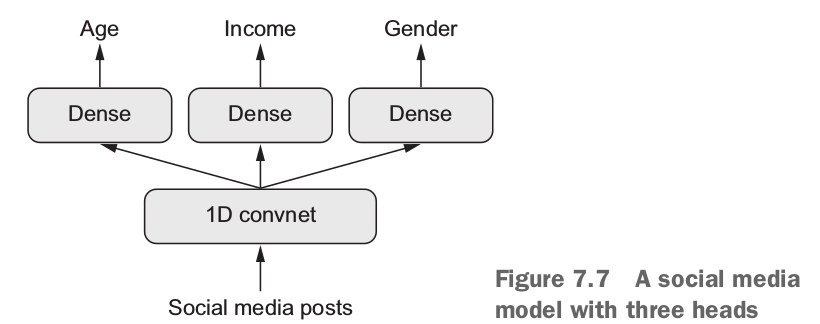 Age Income Gender
Dense Dense Dense
1D convnet
Social media posts
Figure 7.7 A social media
model with three heads